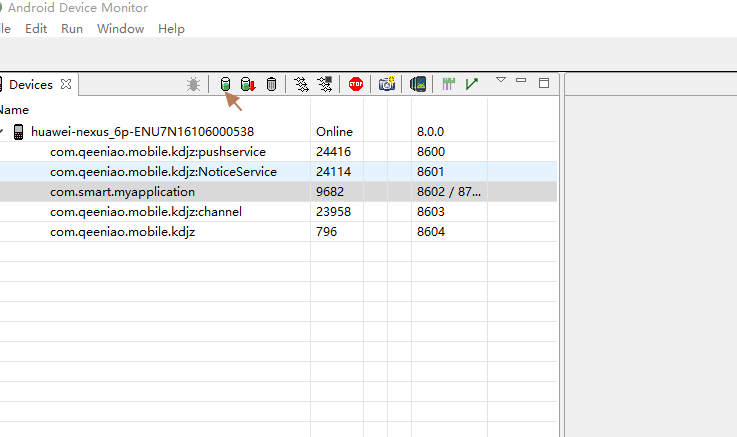 Android Device Monitor
le Edit Run Window Help
Devices
Name
huawei-nexus_6p-ENU7N16106000538 Online 8.0.0
com.qeeniao.mobile.kdjz:pushservice 24416 8600
com.qeeniao.mobile.kdjz:NoticeService 24114 8601
com.smart.myapplication 9682 8602 / 87...
com.qeeniao.mobile.kdjz:channel 23958 8603
com.qeeniao.mobile.kdjz 796 8604